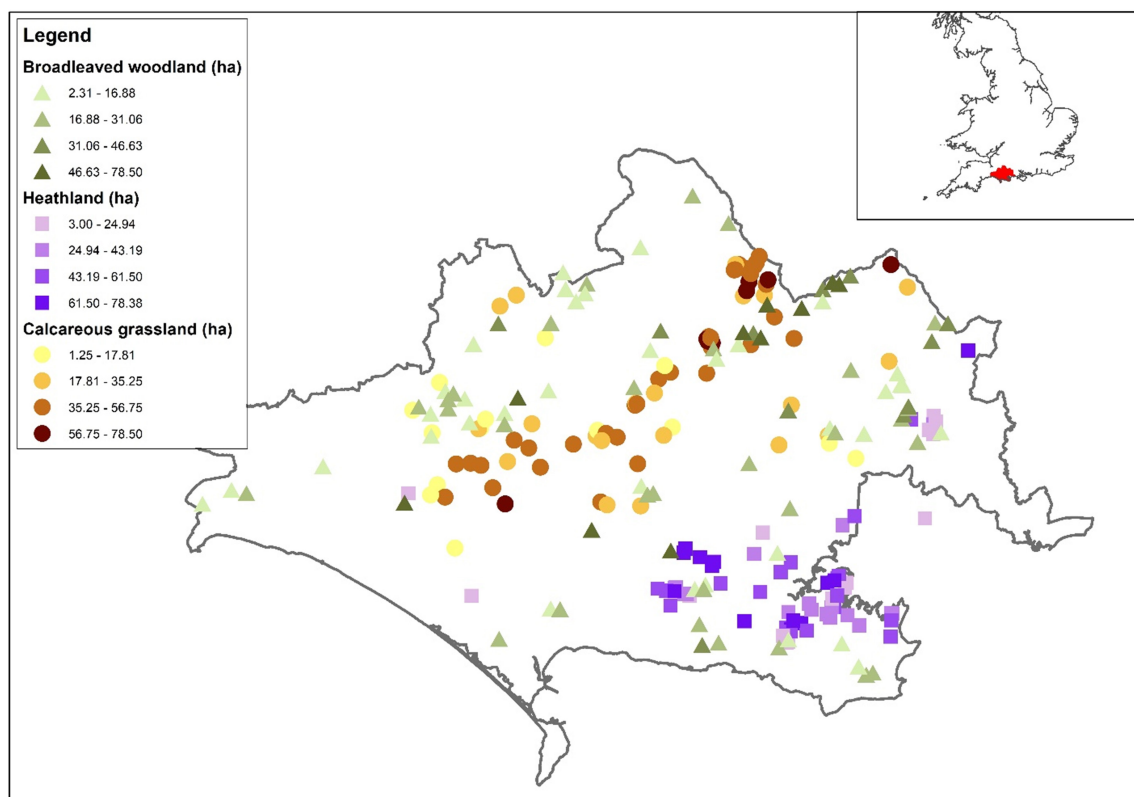 Legend
Broadleaved woodland (ha)
2.31 - 16.88
16.88 - 31.06
31.06 - 46.63
46.63 - 78.50
Heathland (ha)
3.00 - 24.94
24.94 - 43.19
43.19 - 61.50
61.50 - 78.38
Calcareous grassland (ha)
1.25 - 17.81
17.81 - 35.25
35.25 - 56.75
56.75 - 78.50